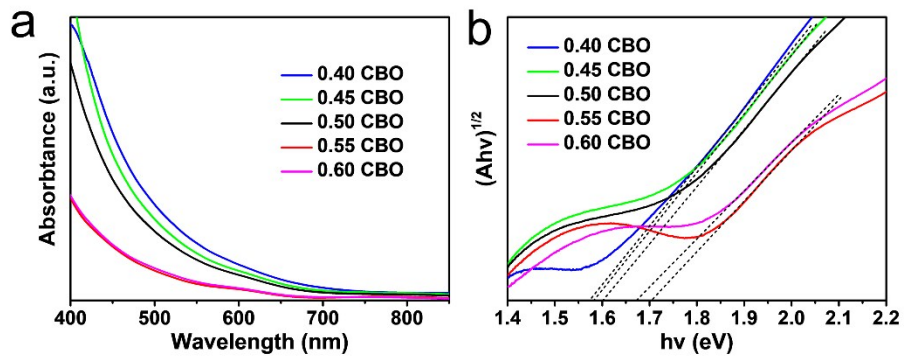 a
Absorbtance (a.u.)
0.40 CBO
0.45 CBO
0.50 CBO
0.55 CBO
0.60 CBO
400 500 600 700 800
Wavelength (nm)
b
(Ahv)1/2
0.40 CBO
0.45 CBO
0.50 CBO
0.55 CBO
0.60 CBO
1.4 1.5 1.6 1.7 1.8 1.9 2.0 2.1 2.2
hv (eV)